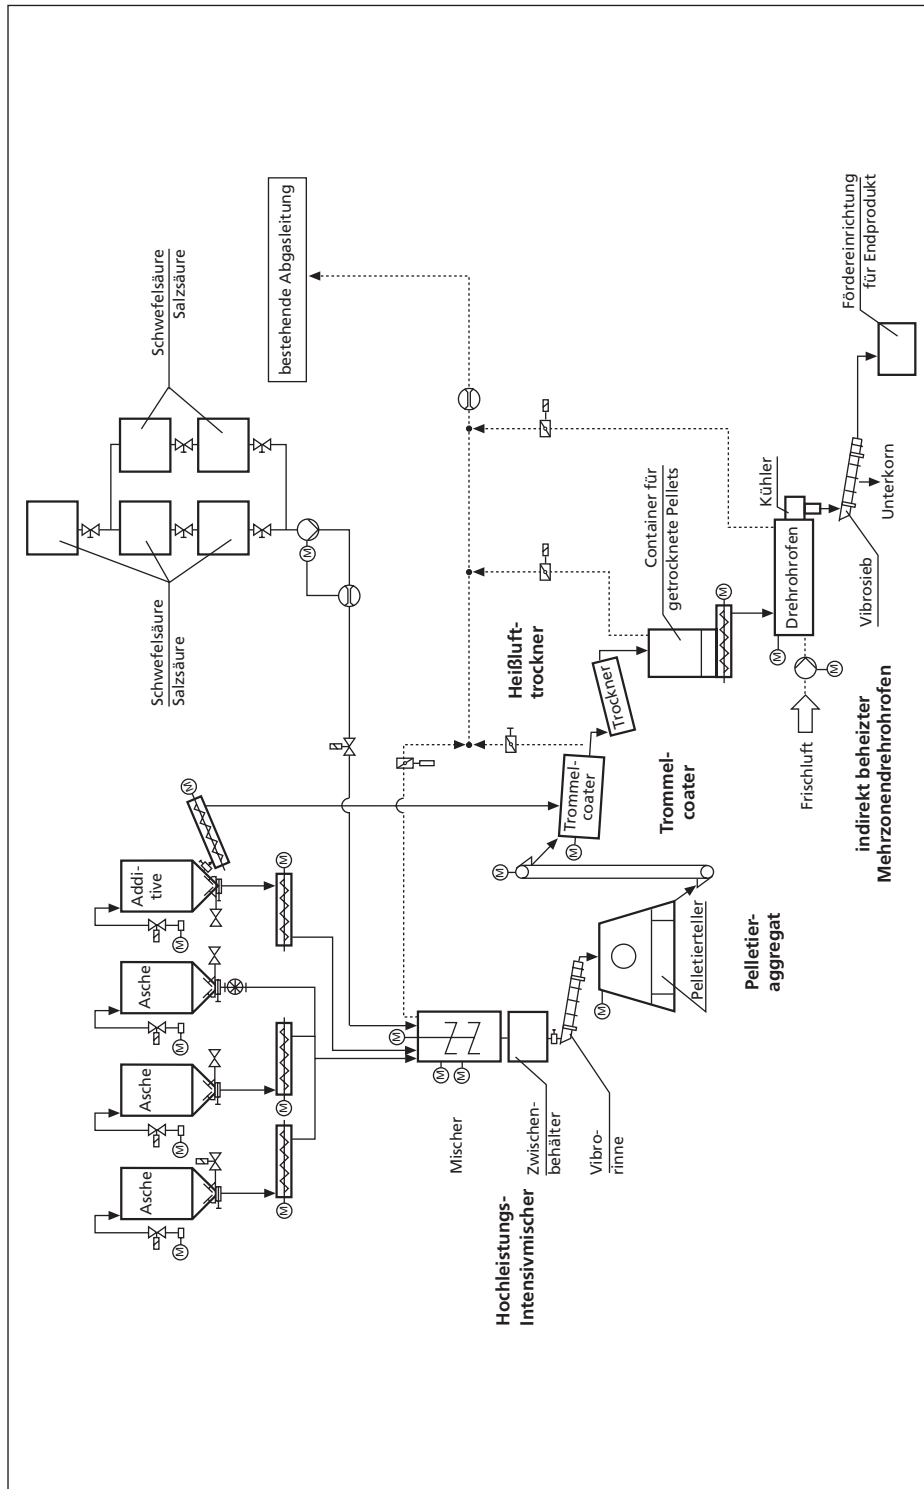 Asche
Asche
Asche
Addi-
tive
Schwefelsäure
Salzsäure
Schwefelsäure
Salzsäure
M
M
M
M
M
M
M
M
M
bestehende Abgasleitung
M
M
M
Mischer
Hochleistungs-
Intensivmischer
Zwischen-
behälter
Vibro-
rinne
M
M
M
Heißluft-
trockner
Trommel-
coater
Trockner
Container für
getrocknete Pellets
M
Pelletierteller
Pelletier-
aggregat
Trommel-
coater
M
Drehrohrofen
Kühler
M
Frischluft
Vibrosieb
Unterkorn
Fördereinrichtung
für Endprodukt
indirekt beheizter
Mehrzonendrehrohrofen